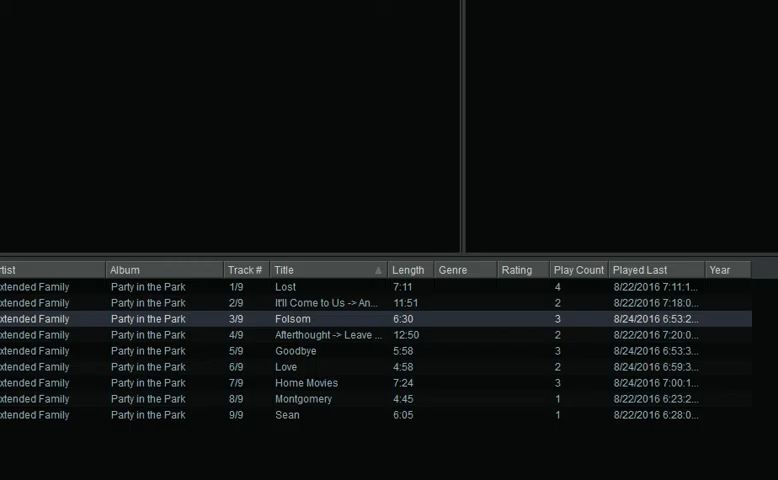 rtist Album Track # Title Length Genre Rating Play Count Played Last Year
xtended Family Party in the Park 1/9 Lost 7:11 4 8/22/2016 7:11:1...
xtended Family Party in the Park 2/9 It'll Come to Us -> An... 11:51 2 8/22/2016 7:18:0...
xtended Family Party in the Park 3/9 Folsom 6:30 3 8/24/2016 6:53:2...
xtended Family Party in the Park 4/9 Afterthought -> Leave ... 12:50 2 8/22/2016 7:20:0...
xtended Family Party in the Park 5/9 Goodbye 5:58 3 8/24/2016 6:53:3...
xtended Family Party in the Park 6/9 Love 4:58 2 8/24/2016 6:59:3...
xtended Family Party in the Park 7/9 Home Movies 7:24 3 8/24/2016 7:00:1...
xtended Family Party in the Park 8/9 Montgomery 4:45 1 8/22/2016 6:23:2...
xtended Family Party in the Park 9/9 Sean 6:05 1 8/22/2016 6:28:0...